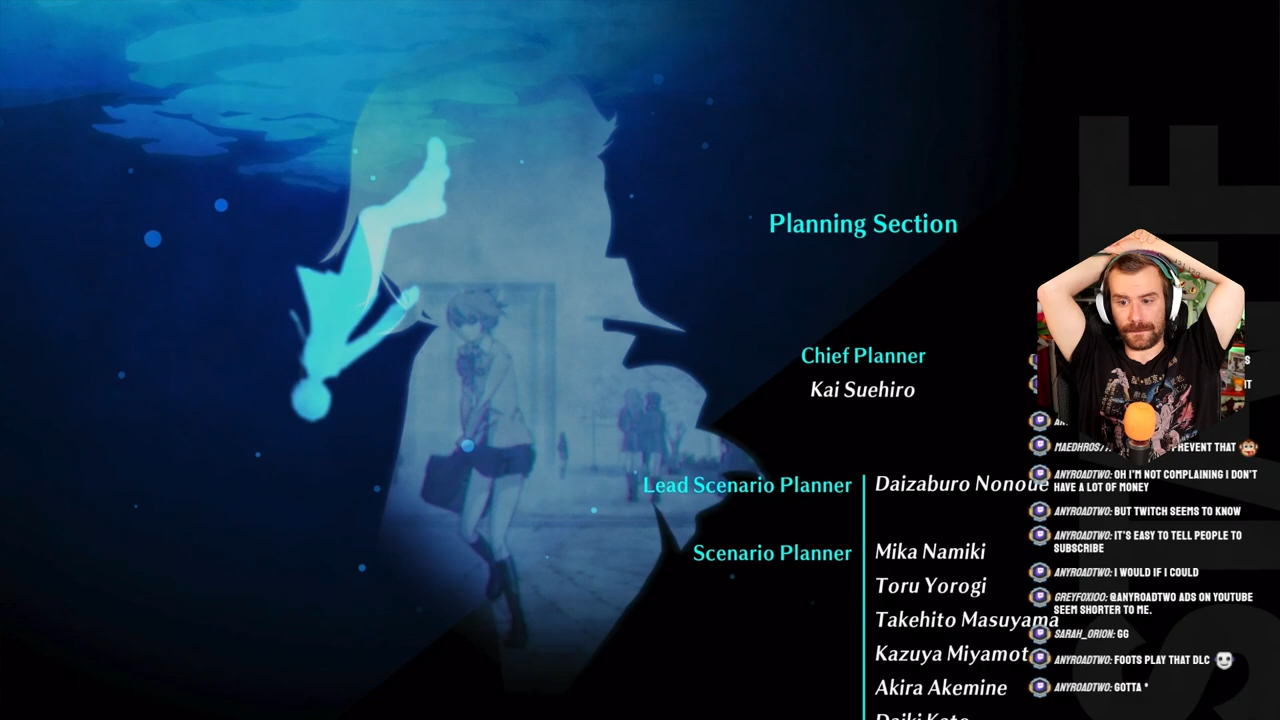 Planning Section
Chief Planner
Kai Suehiro
Lead Scenario Planner
Daizaburo Nonoue
Scenario Planner
Mika Namiki
Toru Yorogi
Takehito Masuyama
Kazuya Miyamot
Akira Akemine
PREVENT THAT
ANYROADTWO: OH I'M NOT COMPLAINING I DON'T
HAVE A LOT OF MONEY
ANYROADTWO: BUT TWITCH SEEMS TO KNOW
ANYROADTWO: IT'S EASY TO TELL PEOPLE TO
SUBSCRIBE
ANYROADTWO: I WOULD IF I COULD
GREYFOX100: @ANYROADTWO ADS ON YOUTUBE
SEEM SHORTER TO ME.
SARAH_ORION: GG
ANYROADTWO: FOOTS PLAY THAT DLC
ANYROADTWO: GOTTA *